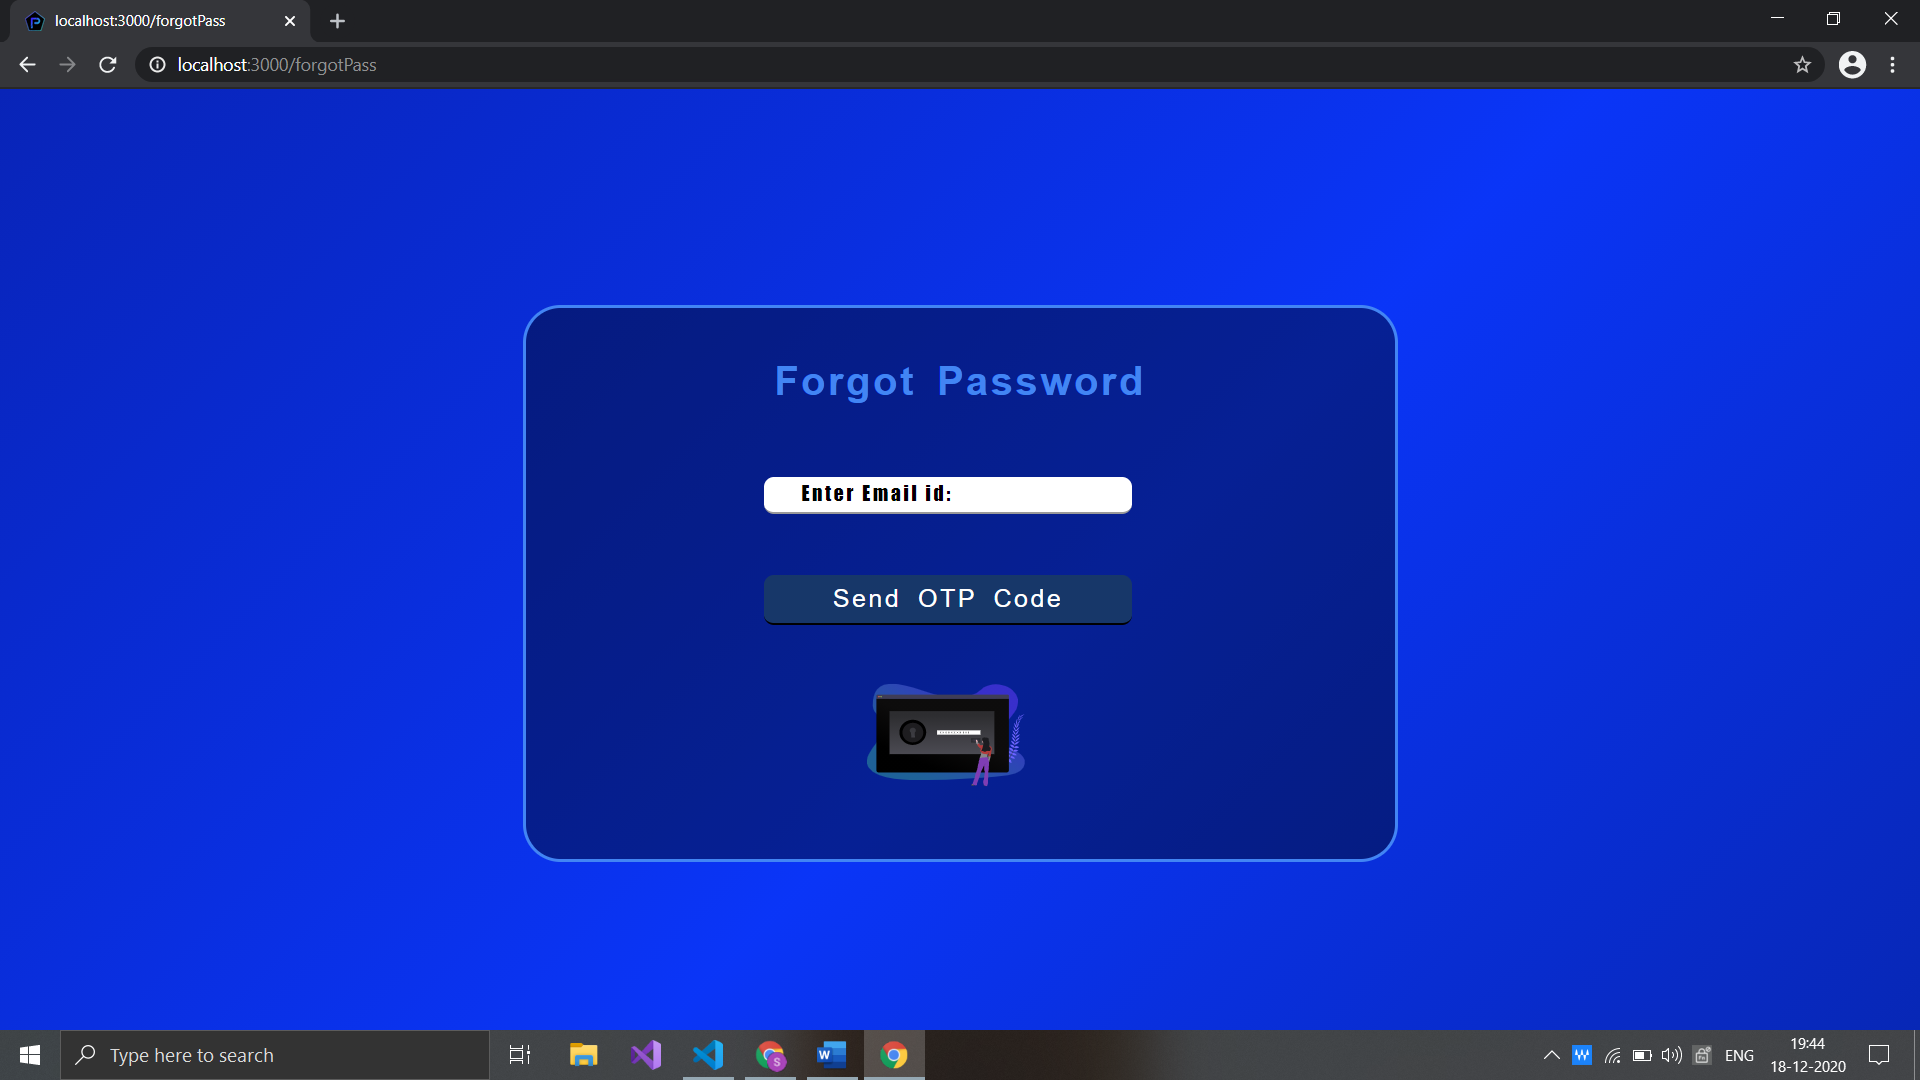 localhost:3000/forgotPass
localhost:3000/forgotPass
Forgot Password
Enter Email id:
Send OTP Code
Type here to search
ENG
19:44
18-12-2020